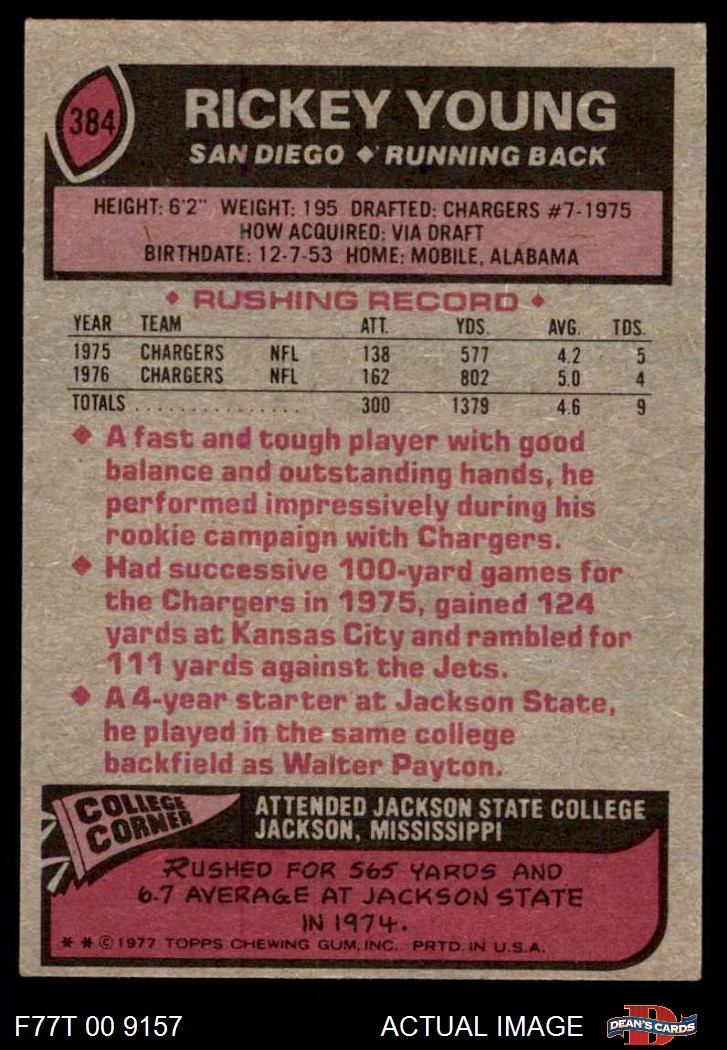 384
RICKEY YOUNG
SAN DIEGO ◆ RUNNING BACK
HEIGHT: 6'2" WEIGHT: 195 DRAFTED: CHARGERS #7-1975
HOW ACQUIRED: VIA DRAFT
BIRTHDATE: 12-7-53 HOME: MOBILE, ALABAMA
◆ RUSHING RECORD ◆
YEAR TEAM ATT. YDS. AVG. TDS.
1975 CHARGERS NFL 138 577 4.2 5
1976 CHARGERS NFL 162 802 5.0 4
TOTALS . . . . . . . . . . . . . . . 300 1379 4.6 9
◆ A fast and tough player with good
balance and outstanding hands, he
performed impressively during his
rookie campaign with Chargers.
◆ Had successive 100-yard games for
the Chargers in 1975, gained 124
yards at Kansas City and rambled for
111 yards against the Jets.
◆ A 4-year starter at Jackson State,
he played in the same college
backfield as Walter Payton.
COLLEGE
CORNER
ATTENDED JACKSON STATE COLLEGE
JACKSON, MISSISSIPPI
RUSHED FOR 565 YARDS AND
6.7 AVERAGE AT JACKSON STATE
IN 1974.
* * © 1977 TOPPS CHEWING GUM, INC. PRTD. IN U.S.A.
F77T 00 9157
ACTUAL IMAGE
D
DEAN'S CARDS